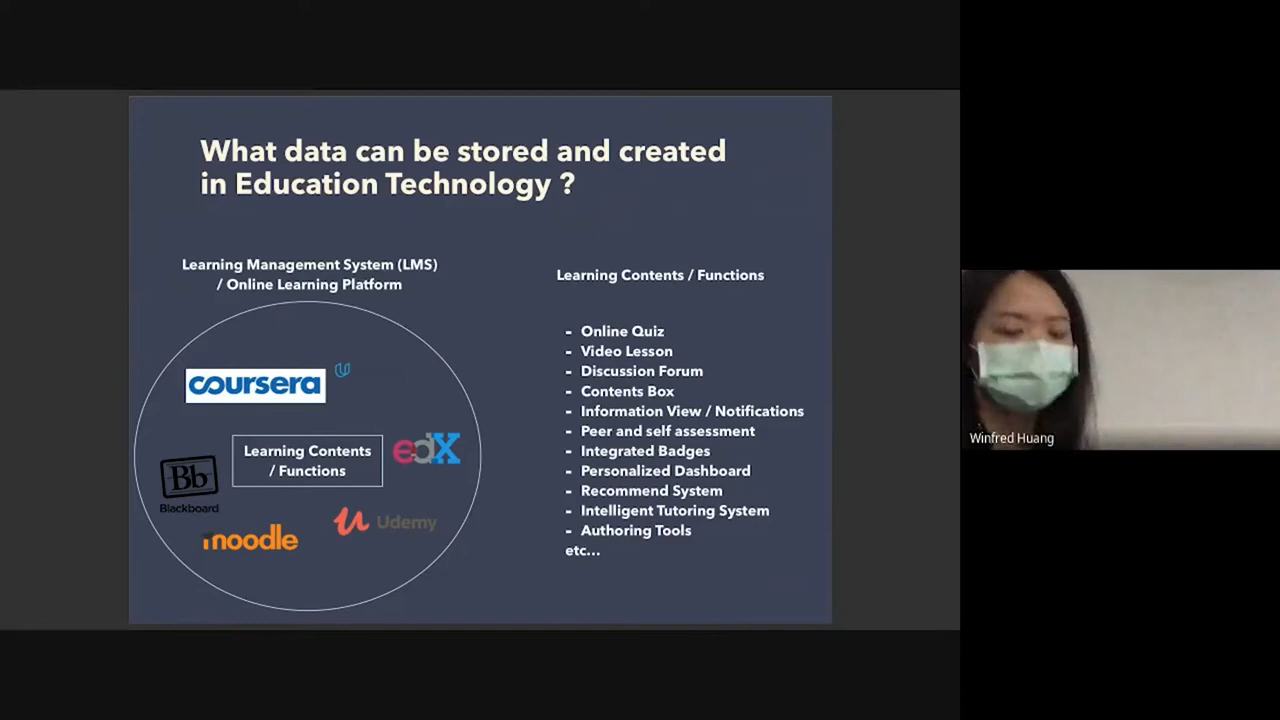 What data can be stored and created
in Education Technology ?
Learning Management System (LMS)
/ Online Learning Platform
coursera
Learning Contents
/ Functions
edX
Bb
Blackboard
Udemy
moodle
Learning Contents / Functions
- Online Quiz
- Video Lesson
- Discussion Forum
- Contents Box
- Information View / Notifications
- Peer and self assessment
- Integrated Badges
- Personalized Dashboard
- Recommend System
- Intelligent Tutoring System
- Authoring Tools
etc...
Winfred Huang